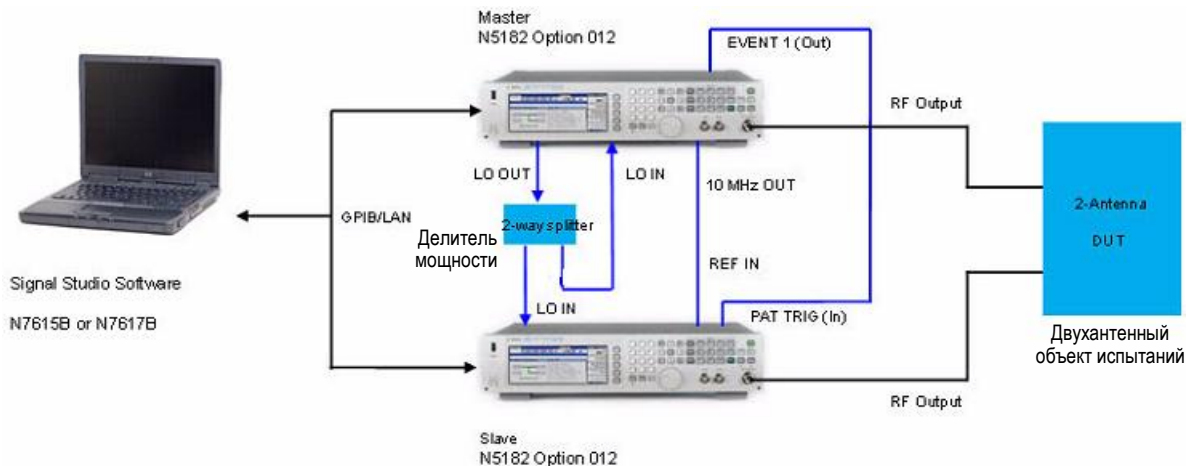 Master
N5182 Option 012
EVENT 1 (Out)
RF Output
LO OUT
LO IN
10 MHz OUT
GPIB/LAN
2-way splitter
Делитель
мощности
2-Antenna
DUT
REF IN
Signal Studio Software
N7615B or N7617B
LO IN
PAT TRIG (In)
Двухантенный
объект испытаний
RF Output
Slave
N5182 Option 012